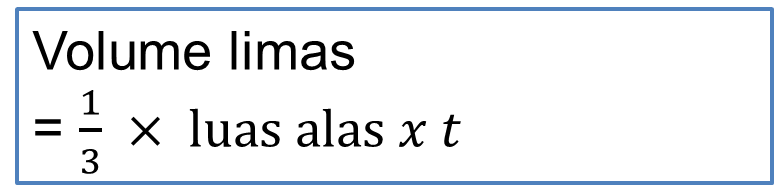 Volume limas
= 1/3 × luas alas x t